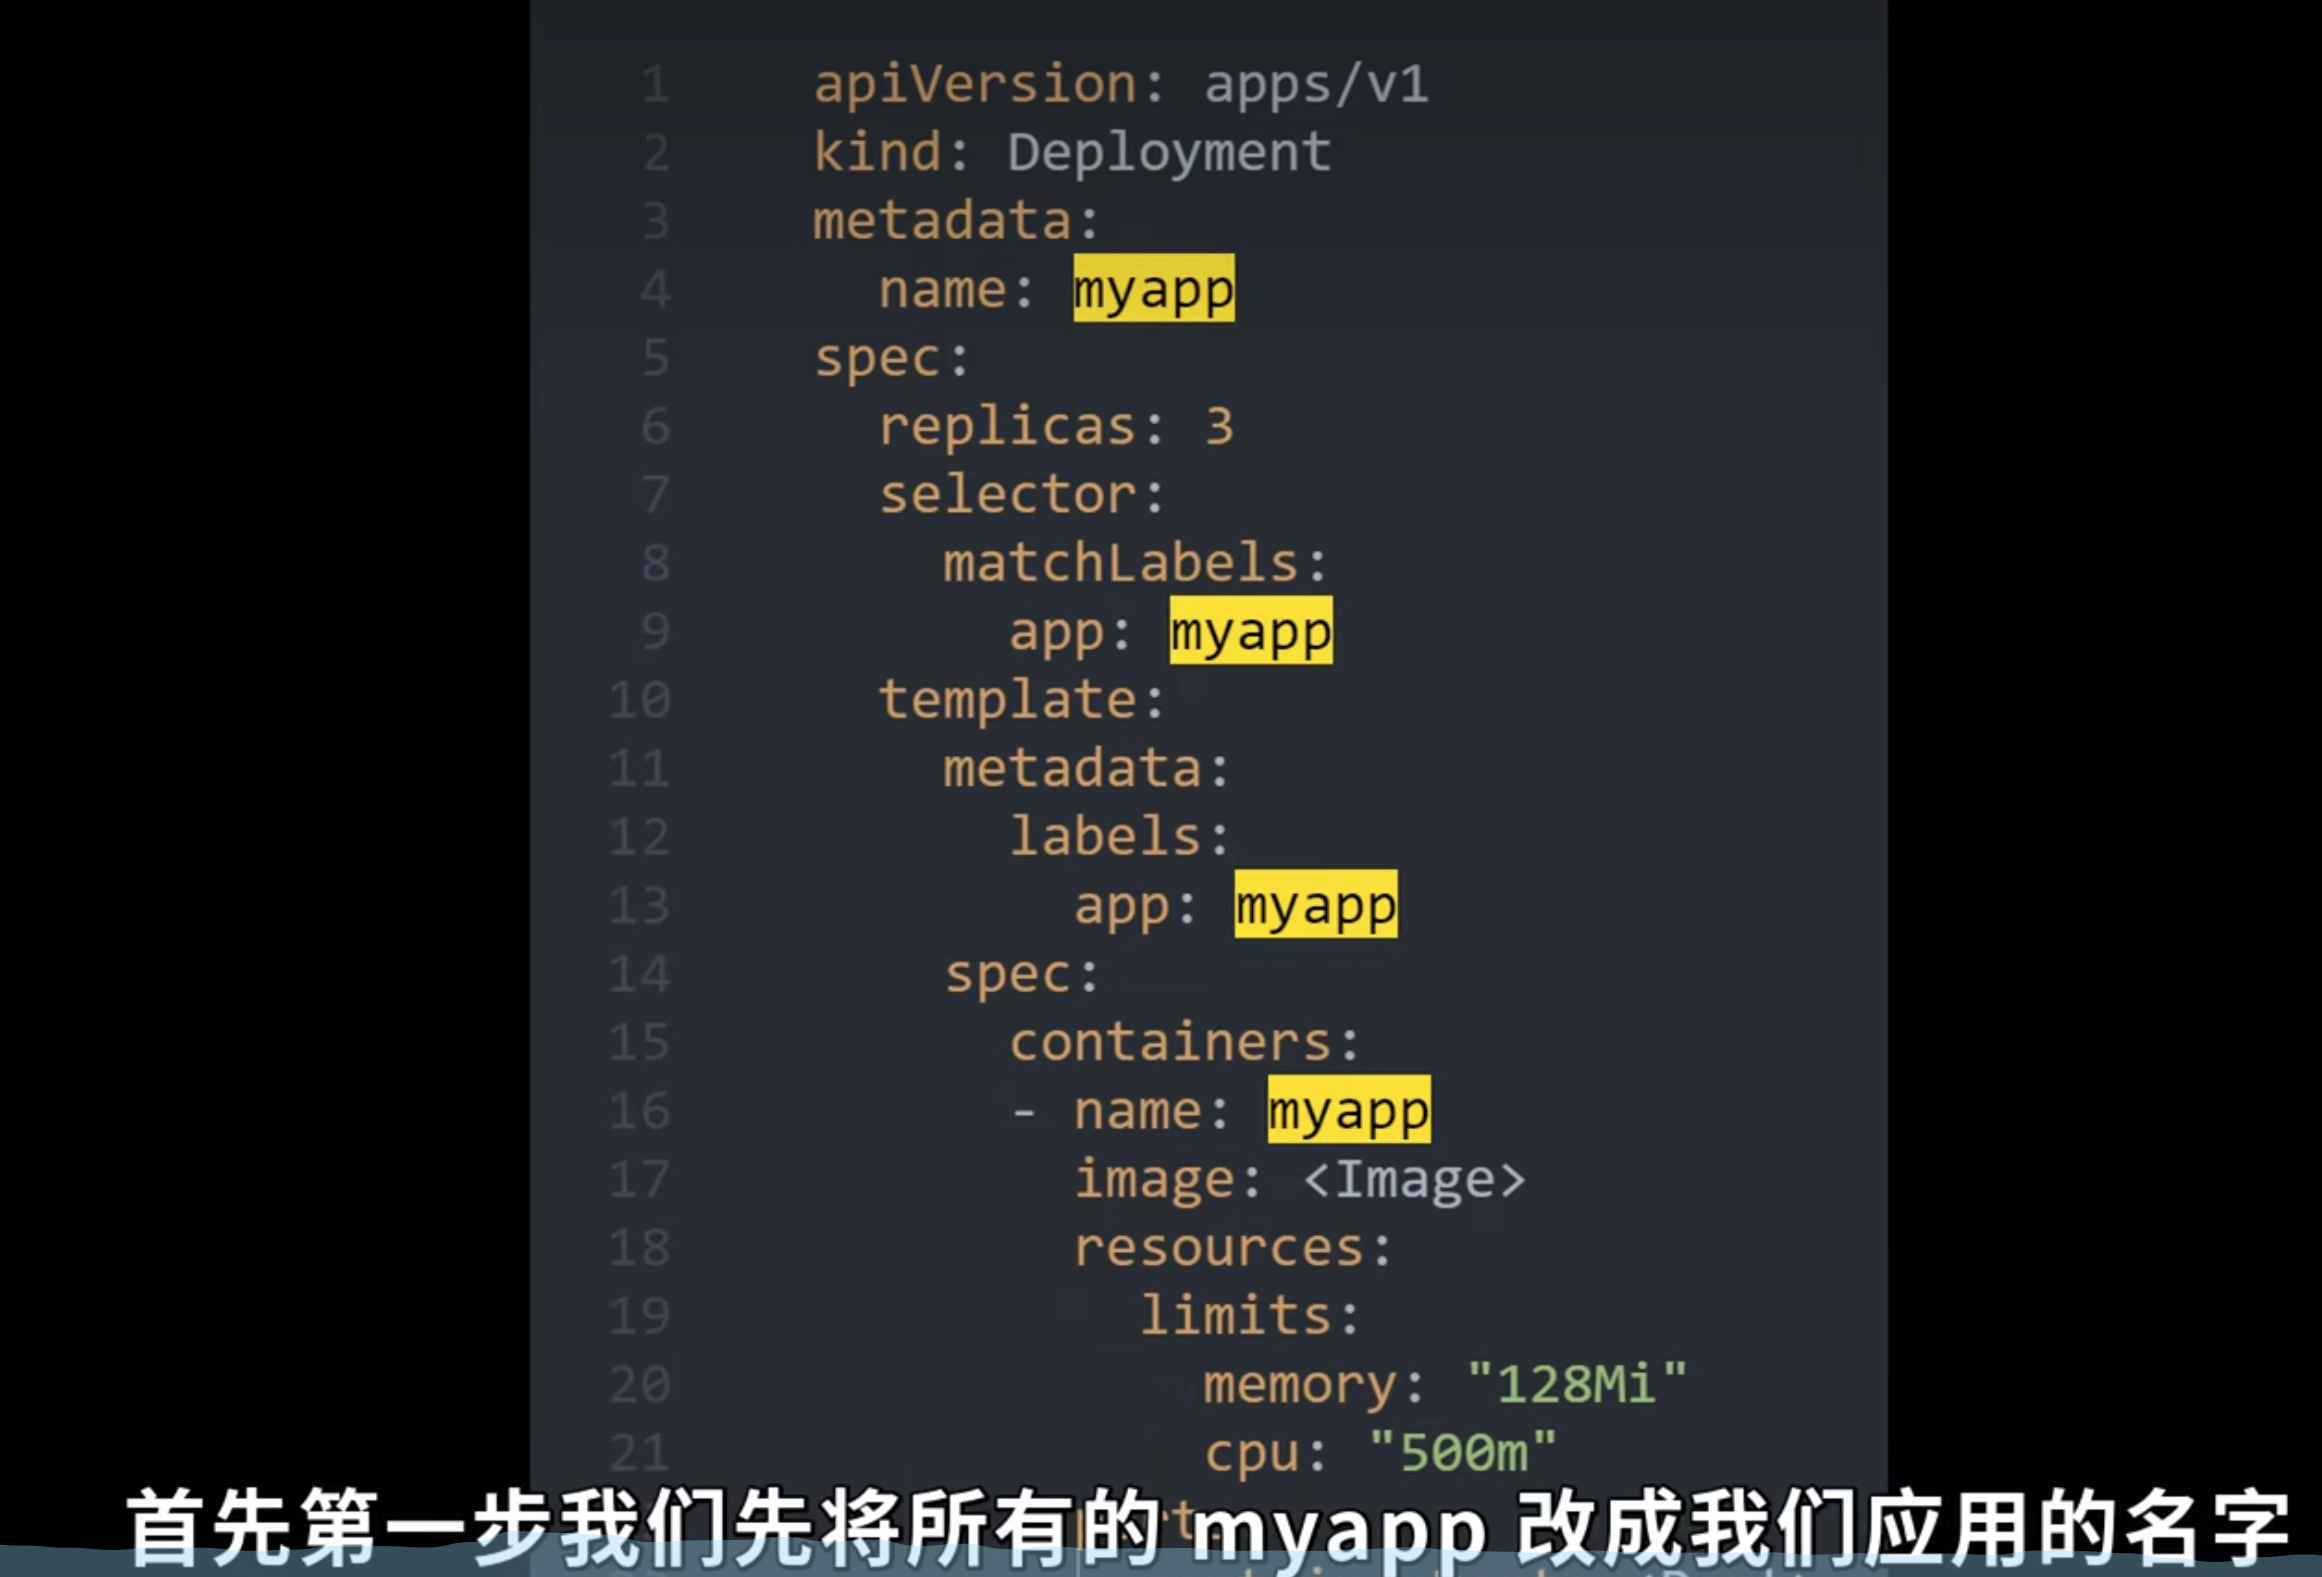 1 apiVersion: apps/v1
2 kind: Deployment
3 metadata:
4 name: myapp
5 spec:
6 replicas: 3
7 selector:
8 matchLabels:
9 app: myapp
10 template:
11 metadata:
12 labels:
13 app: myapp
14 spec:
15 containers:
16 - name: myapp
17 image: <Image>
18 resources:
19 limits:
20 memory: "128Mi"
21 cpu: "500m"
首先第一步我们先将所有的 myapp 改成我们应用的名字